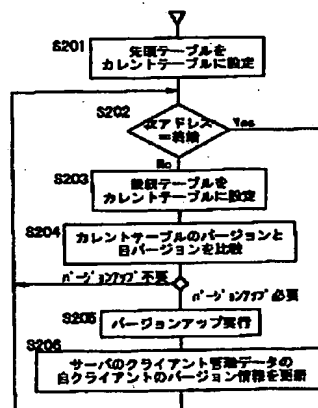 S201
先頭テーブルを
カレントテーブルに設定
S202
次アドレス
＝終端
Yes
No
S203
テーブルを
カレントテーブルに設定
S204
カレントテーブルのバージョンと
自バージョンを比較
バージョンアップ不要
バージョンアップ必要
S205
バージョンアップ実行
S206
サーバのクライアント管理データの
自クライアントのバージョン情報を更新